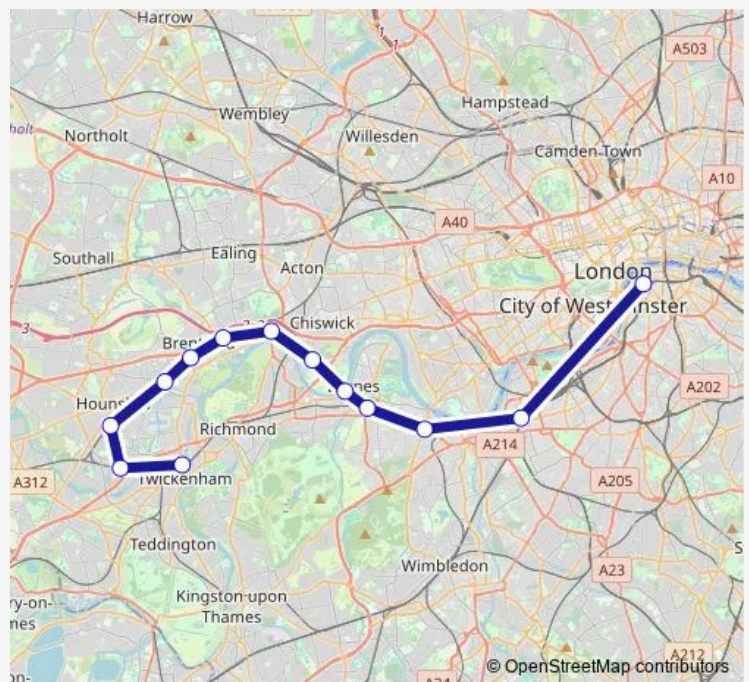 Harrow
A503
Hampstead
Wembley
Northolt
Willesden
Camden Town
A10
A40
Southall
Ealing
Acton
London
City of Westminster
3
Chiswick
A202
Richmond
A214
A312
Twickenham
A205
Teddington
Wimbledon
A23
Kingston upon
Thames
A212
© OpenStreetMap contributors